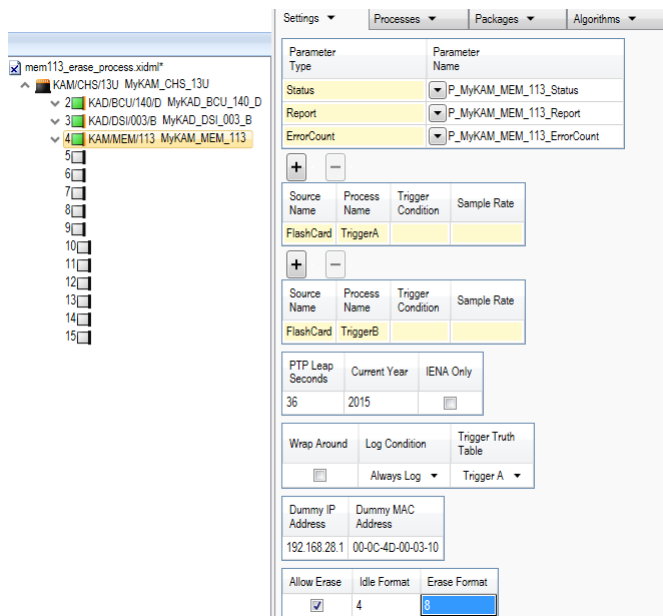 Settings Processes Packages Algorithms
mem113_erase_process.xidml*
KAM/CHS/13U MyKAM_CHS_13U
2 KAD/BCU/140/D MyKAD_BCU_140_D
3 KAD/DSI/003/B MyKAD_DSI_003_B
4 KAM/MEM/113 MyKAM_MEM_113
5
6
7
8
9
10
11
12
13
14
15
Parameter Type Parameter Name
Status P_MyKAM_MEM_113_Status
Report P_MyKAM_MEM_113_Report
ErrorCount P_MyKAM_MEM_113_ErrorCount
+ −
Source Name Process Name Trigger Condition Sample Rate
FlashCard TriggerA
+ −
Source Name Process Name Trigger Condition Sample Rate
FlashCard TriggerB
PTP Leap Seconds Current Year IENA Only
36 2015
Wrap Around Log Condition Trigger Truth Table
Always Log Trigger A
Dummy IP Address Dummy MAC Address
192.168.28.1 00-0C-4D-00-03-10
Allow Erase Idle Format Erase Format
4 8